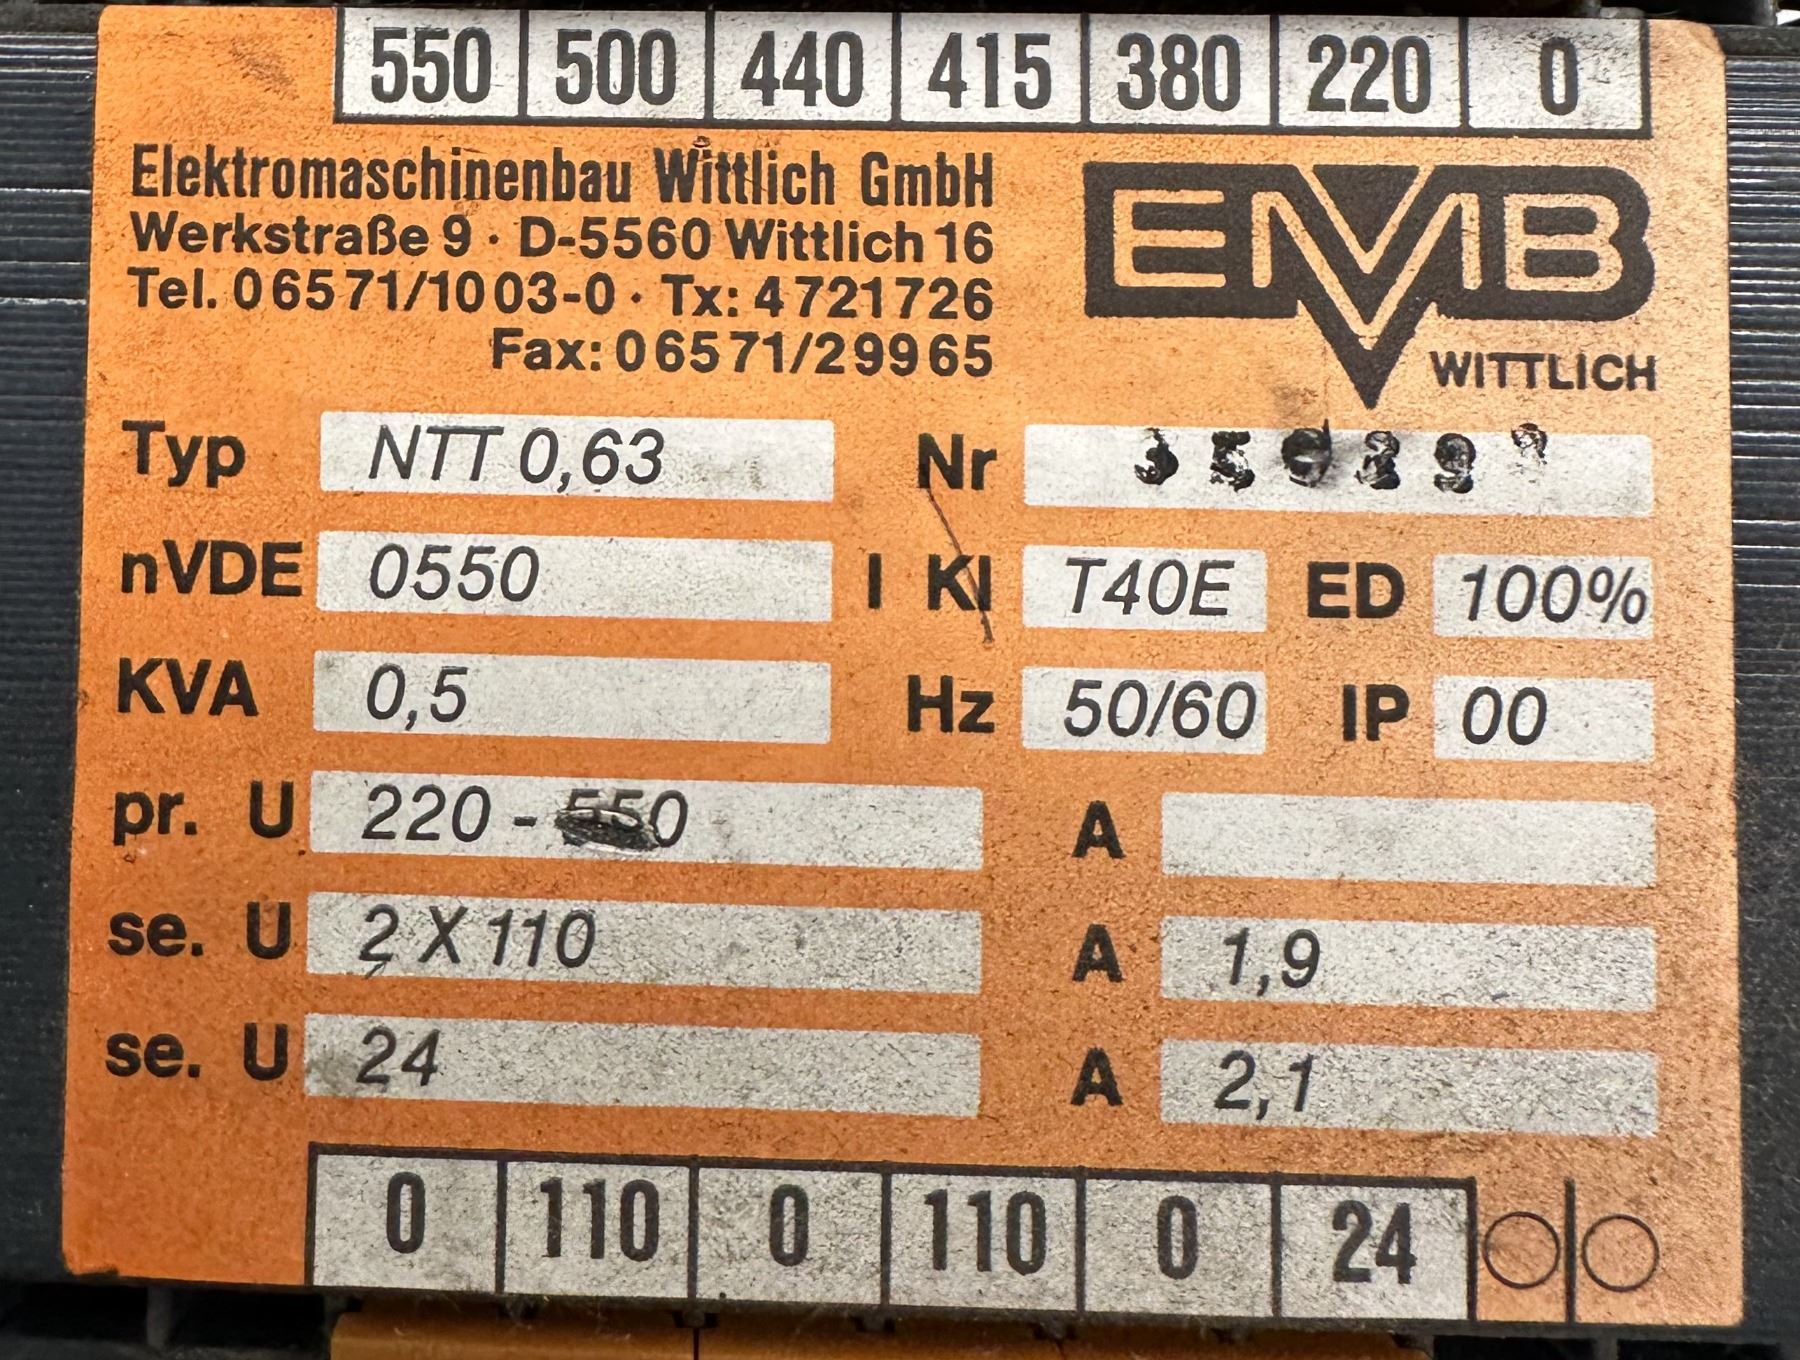 550 500 440 415 380 220 0
Elektromaschinenbau Wittlich GmbH
Werkstraße 9 · D-5560 Wittlich 16
Tel. 06571/1003-0 · Tx: 4721726
Fax: 06571/29965
EMB
WITTLICH
Typ NTT 0,63 Nr
nVDE 0550 I Kl T40E ED 100%
KVA 0,5 Hz 50/60 IP 00
pr. U 220 - 550 A
se. U 2 X 110 A 1,9
se. U 24 A 2,1
0 110 0 110 0 24